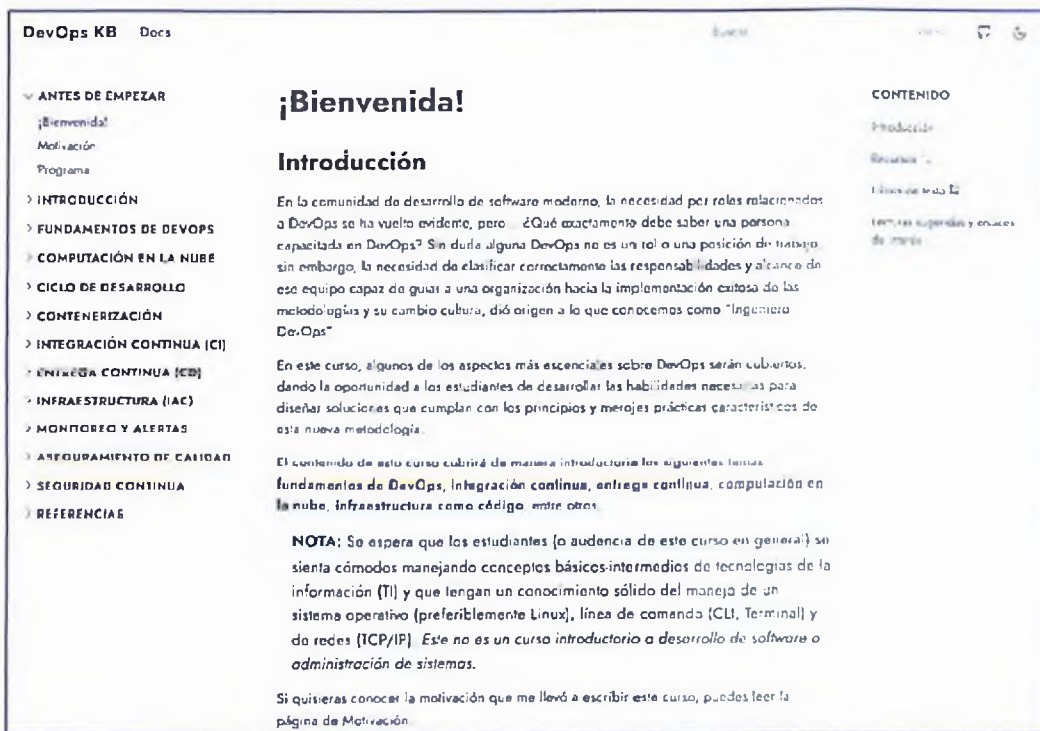 DevOps KB Docs
Buscar
ANTES DE EMPEZAR
¡Bienvenida!
Motivación
Programa
INTRODUCCIÓN
FUNDAMENTOS DE DEVOPS
COMPUTACIÓN EN LA NUBE
CICLO DE DESARROLLO
CONTENERIZACIÓN
INTEGRACIÓN CONTINUA (CI)
ENTREGA CONTINUA (CD)
INFRAESTRUCTURA (IAC)
MONITOREO Y ALERTAS
ASEGURAMIENTO DE CALIDAD
SEGURIDAD CONTINUA
REFERENCIAS
¡Bienvenida!
Introducción
En la comunidad de desarrollo de software moderno, la necesidad por roles relacionados
a DevOps se ha vuelto evidente, pero... ¿Qué exactamente debe saber una persona
capacitada en DevOps? Sin duda alguna DevOps no es un rol o una posición de trabajo
sin embargo, la necesidad de clasificar correctamente las responsabilidades y alcance de
ese equipo capaz de guiar a una organización hacia la implementación exitosa de las
metodologías y su cambio cultura, dió origen a lo que conocemos como "Ingeniero
DevOps"
En este curso, algunos de los aspectos más escenciales sobre DevOps serán cubiertos,
dando la oportunidad a los estudiantes de desarrollar las habilidades necesarias para
diseñar soluciones que cumplan con los principios y merojes prácticas característicos de
esta nueva metodología.
El contenido de este curso cubrirá de manera introductoria los siguientes temas
fundamentos de DevOps, integración continua, entrega continua, computación en
la nube, infraestructura como código, entre otros.
NOTA: Se espera que los estudiantes (o audencia de este curso en general) se
sienta cómodos manejando conceptos básicos-intermedios de tecnologías de la
información (TI) y que tengan un conocimiento sólido del manejo de un
sistema operativo (preferiblemente Linux), línea de comando (CLI, Terminal) y
de redes (TCP/IP). Este no es un curso introductorio a desarrollo de software o
administración de sistemas.
Si quisieras conocer la motivación que me llevó a escribir este curso, puedes leer la
página de Motivación
CONTENIDO
Introducción
Recursos
Libros de texto
Lecturas sugeridas y enlaces
de interés